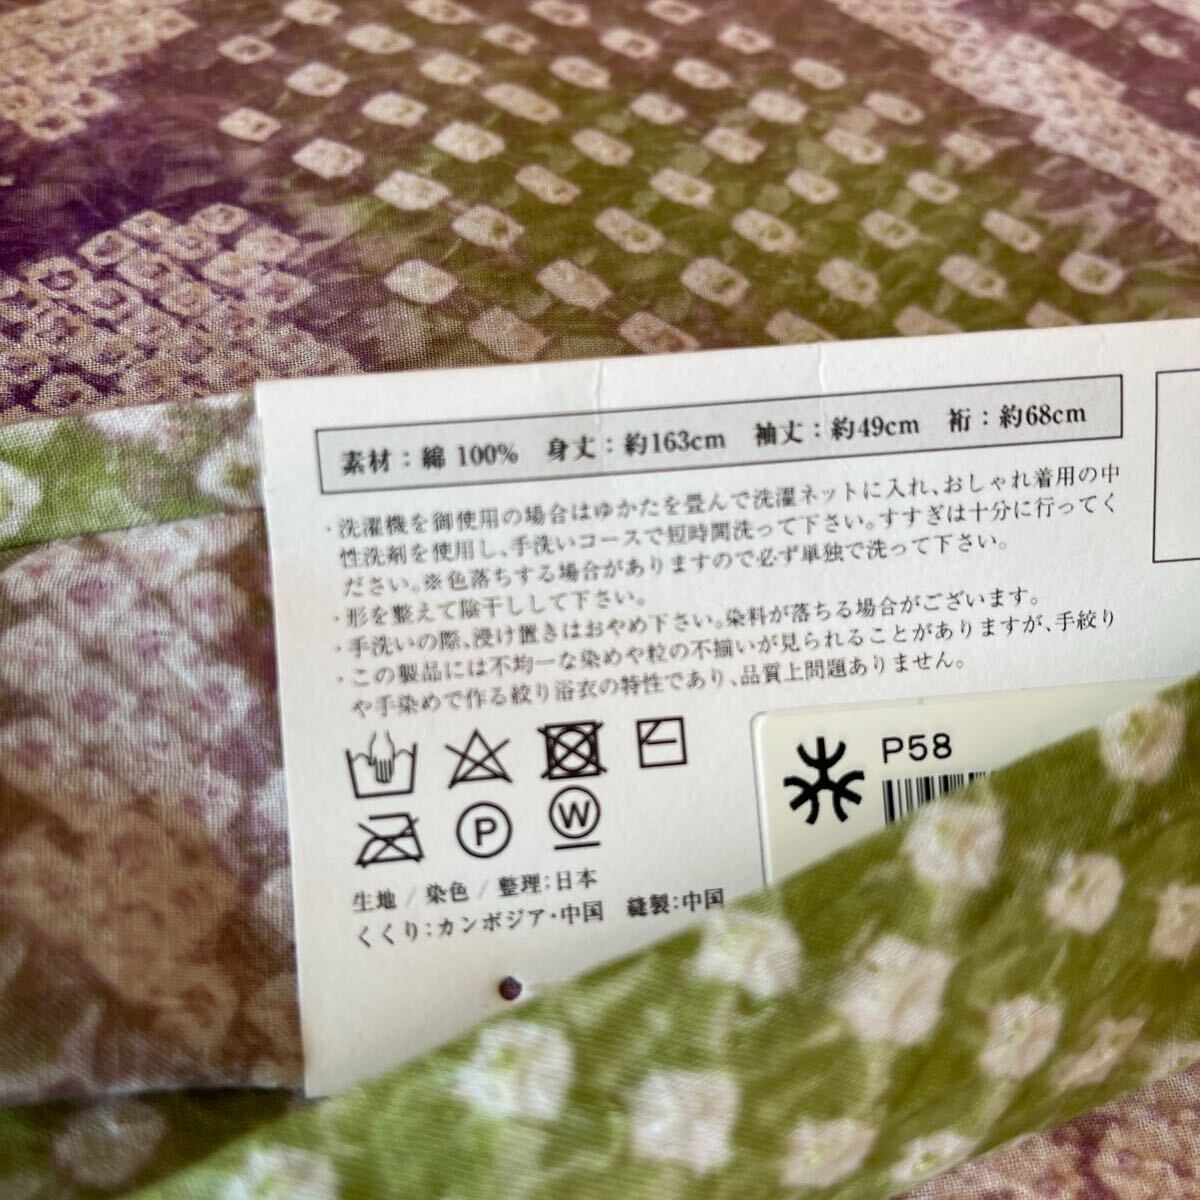 素材：綿 100%　身丈：約163cm　袖丈：約49cm　裄：約68cm
・洗濯機を御使用の場合はゆかたを畳んで洗濯ネットに入れ、おしゃれ着用の中
性洗剤を使用し、手洗いコースで短時間洗って下さい。すすぎは十分に行ってく
ださい。※色落ちする場合がありますので必ず単独で洗って下さい。
・形を整えて陰干しして下さい。
・手洗いの際、浸け置きはおやめ下さい。染料が落ちる場合がございます。
・この製品には不均一な染めや粒の不揃いが見られることがありますが、手絞り
や手染めで作る絞り浴衣の特性であり、品質上問題ありません。
P
W
生地 / 染色 / 整理：日本
くくり：カンボジア・中国　縫製：中国
P58